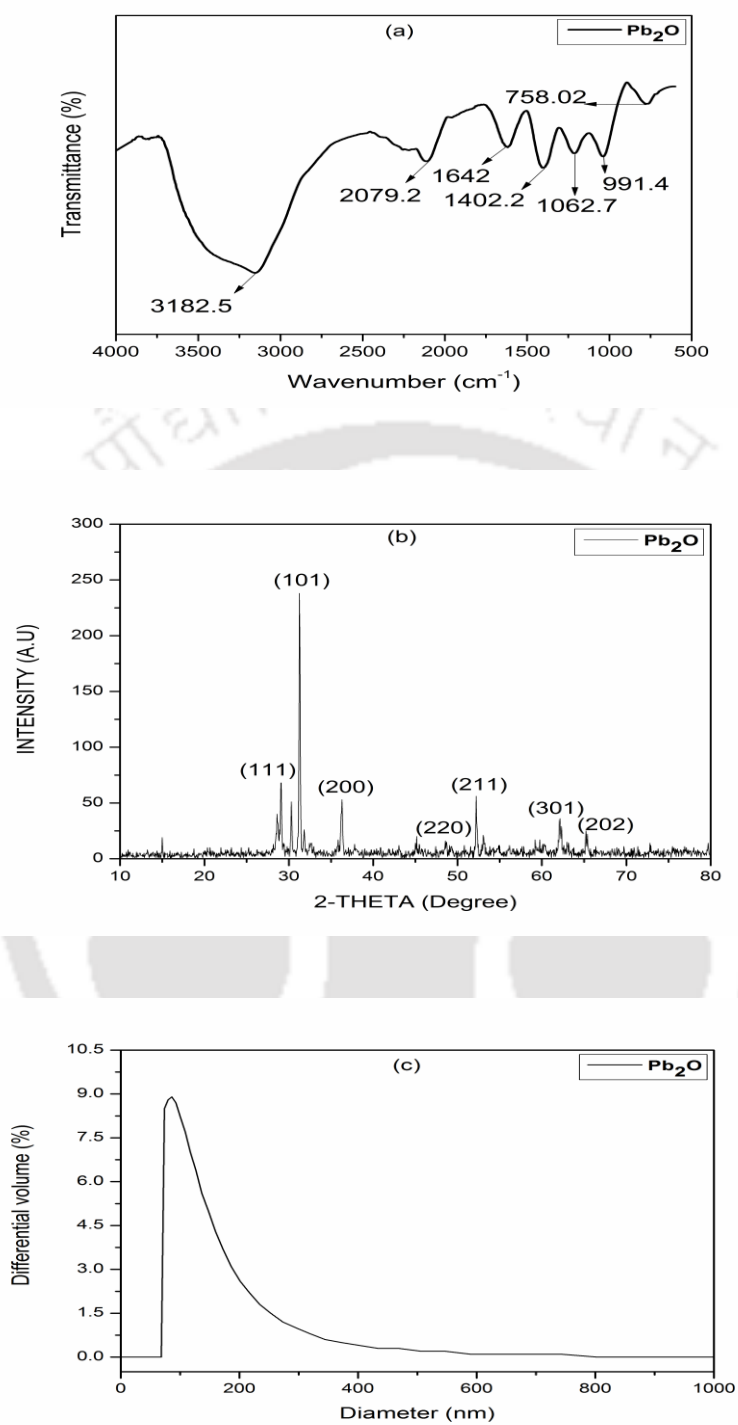 (a)
Pb₂O
Transmittance (%)
758.02
2079.2
1642
1402.2
1062.7
991.4
3182.5
4000 3500 3000 2500 2000 1500 1000 500
Wavenumber (cm⁻¹)
(b)
Pb₂O
INTENSITY (A.U)
300
250
200
150
100
50
0
(101)
(111)
(200)
(220)
(211)
(301)
(202)
10 20 30 40 50 60 70 80
2-THETA (Degree)
(c)
Pb₂O
Differential volume (%)
10.5
9.0
7.5
6.0
4.5
3.0
1.5
0.0
0 200 400 600 800 1000
Diameter (nm)